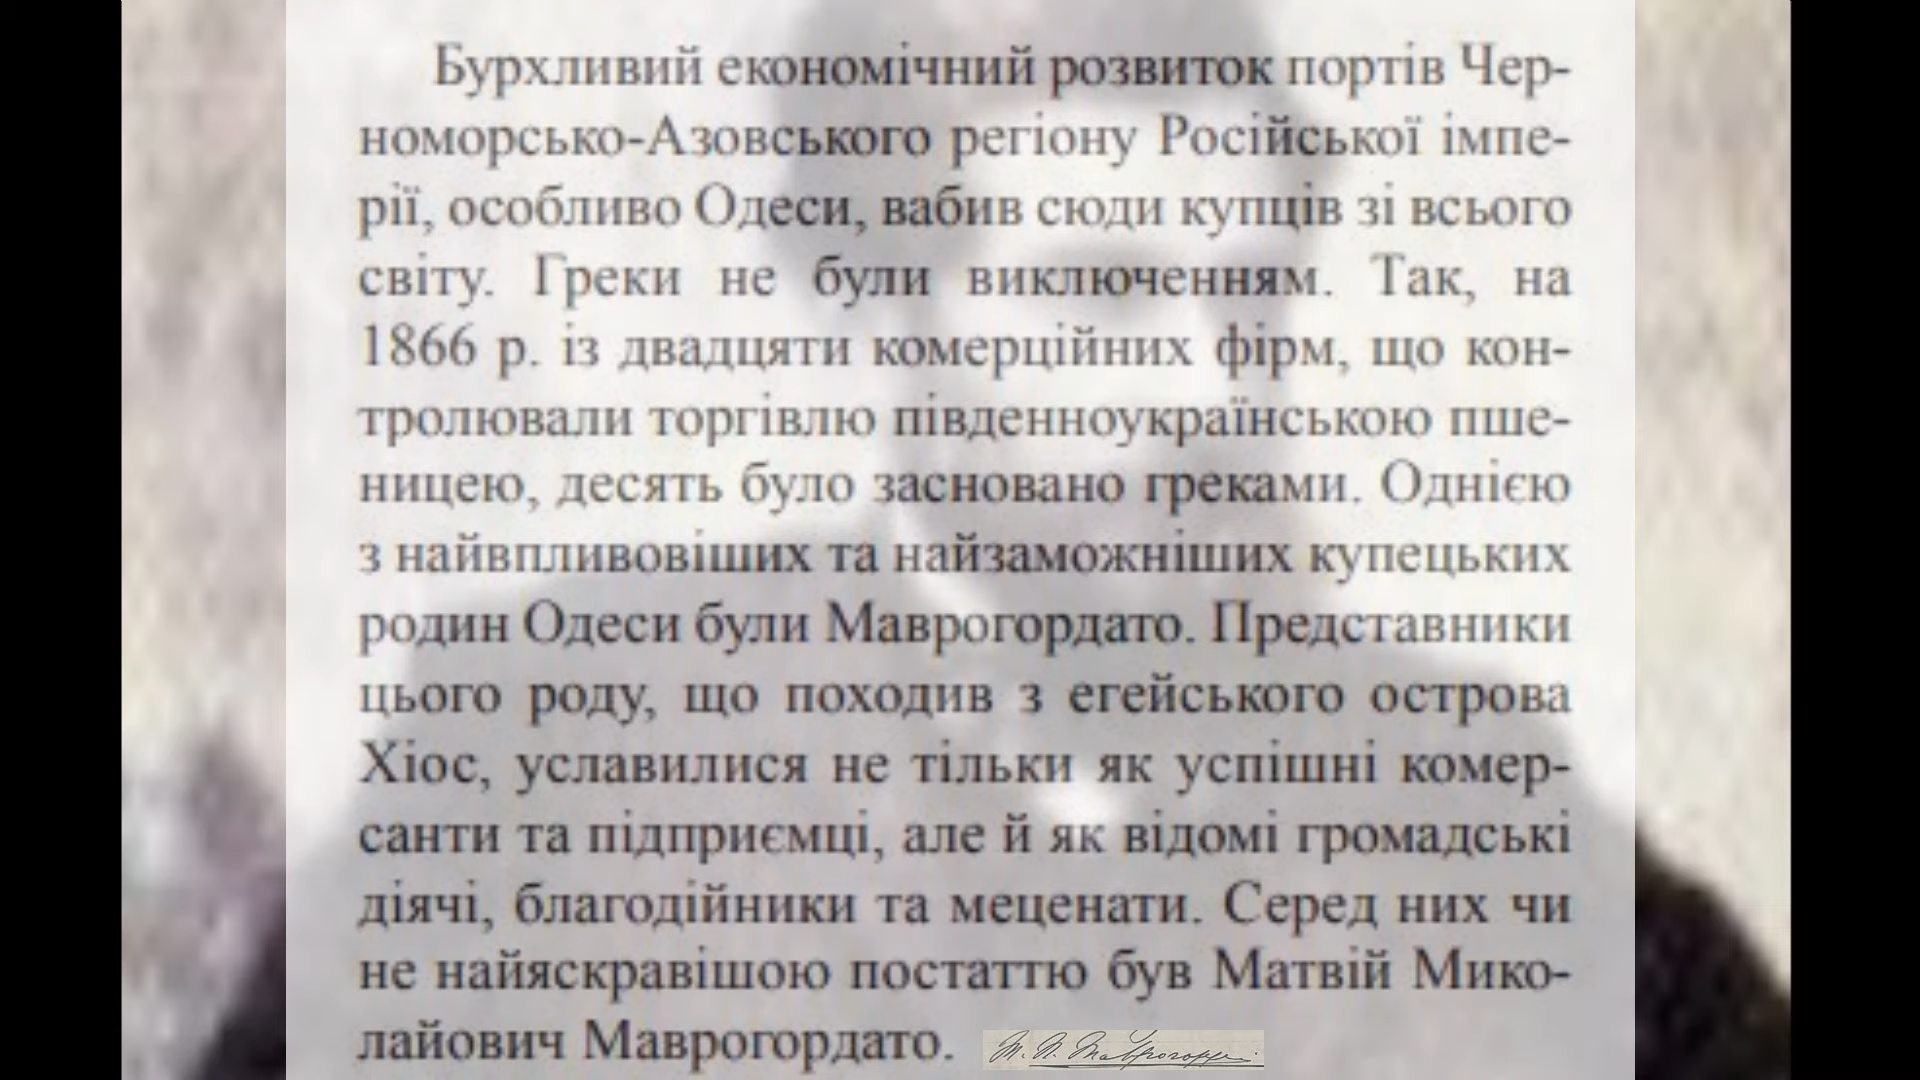 Бурхливий економічний розвиток портів Чер-
номорсько-Азовського регіону Російської імпе-
рії, особливо Одеси, вабив сюди купців зі всього
світу. Греки не були виключенням. Так, на
1866 р. із двадцяти комерційних фірм, що кон-
тролювали торгівлю південноукраїнською пше-
ницею, десять було засновано греками. Однією
з найвпливовіших та найзаможніших купецьких
родин Одеси були Маврогордато. Представники
цього роду, що походив з егейського острова
Хіос, уславилися не тільки як успішні комер-
санти та підприємці, але й як відомі громадські
діячі, благодійники та меценати. Серед них чи
не найяскравішою постаттю був Матвій Мико-
лайович Маврогордато.